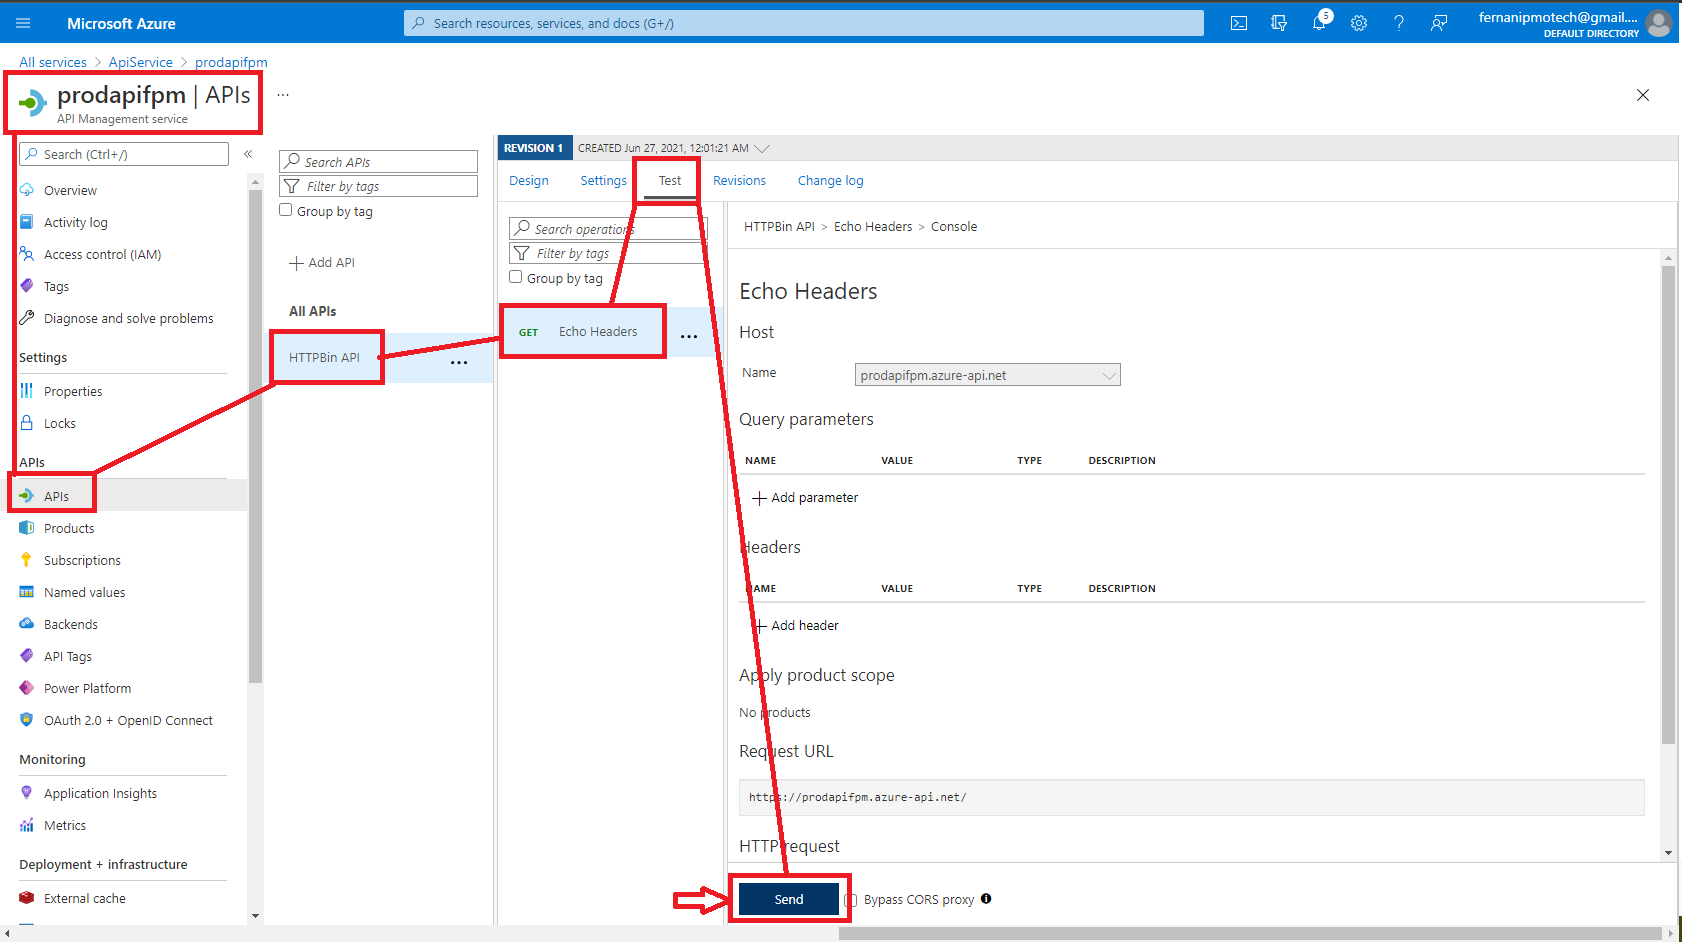 Microsoft Azure
Search resources, services, and docs (G+/)
5
fernanipmotech@gmail....
DEFAULT DIRECTORY
All services > ApiService > prodapifpm
prodapifpm | APIs
...
API Management service
Search (Ctrl+/)
«
Overview
Activity log
Access control (IAM)
Tags
Diagnose and solve problems
Settings
Properties
Locks
APIs
APIs
Products
Subscriptions
Named values
Backends
API Tags
Power Platform
OAuth 2.0 + OpenID Connect
Monitoring
Application Insights
Metrics
Deployment + infrastructure
External cache
Search APIs
Filter by tags
Group by tag
Add API
All APIs
HTTPBin API
...
REVISION 1
CREATED Jun 27, 2021, 12:01:21 AM
Design
Settings
Test
Revisions
Change log
Search operations
Filter by tags
Group by tag
GET Echo Headers
...
HTTPBin API > Echo Headers > Console
Echo Headers
Host
Name
prodapifpm.azure-api.net
Query parameters
NAME VALUE TYPE DESCRIPTION
Add parameter
Headers
NAME VALUE TYPE DESCRIPTION
Add header
Apply product scope
No products
Request URL
https://prodapifpm.azure-api.net/
HTTP request
Send
Bypass CORS proxy